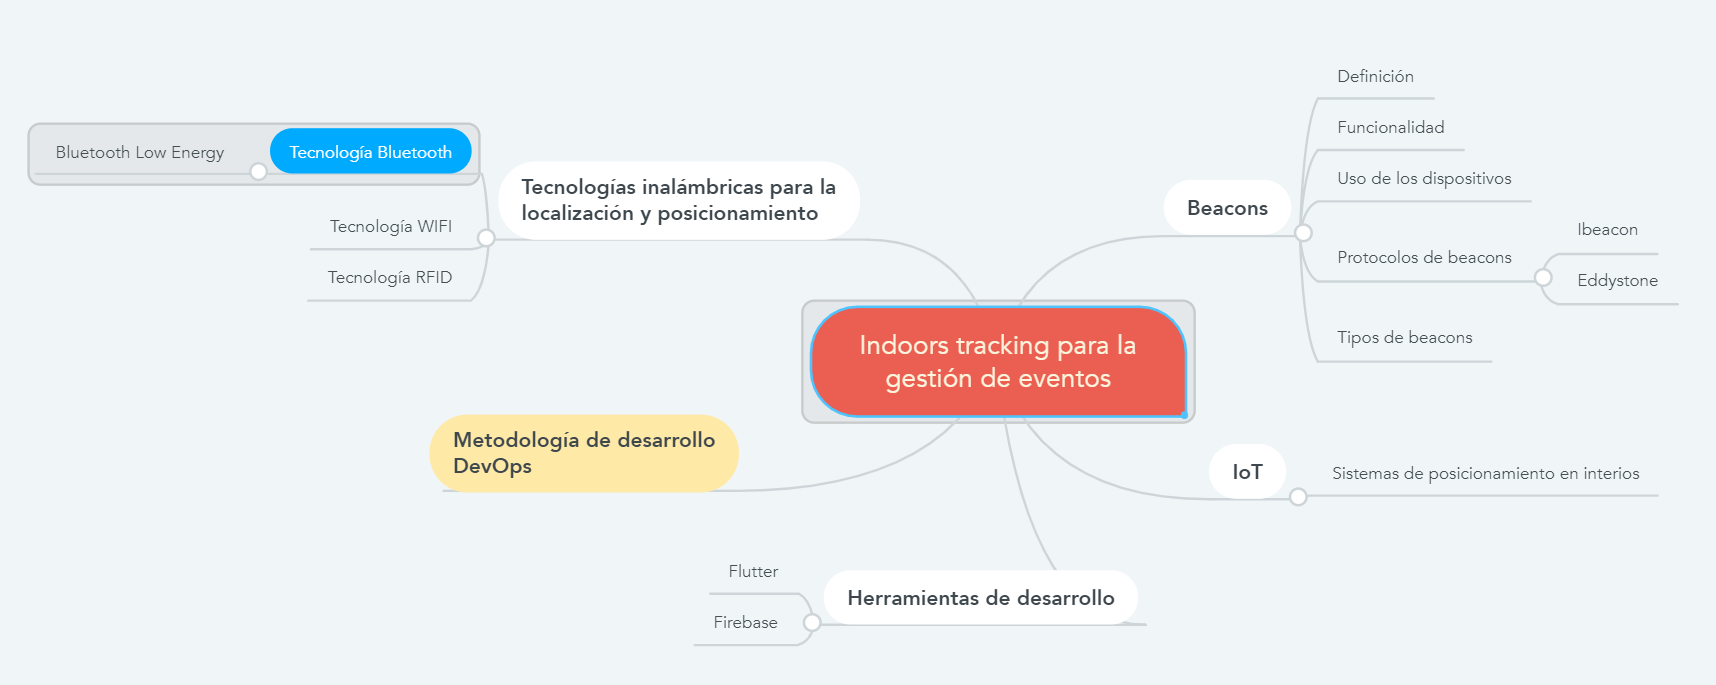 Indoors tracking para la
gestión de eventos
Tecnologías inalámbricas para la
localización y posicionamiento
Tecnología Bluetooth
Bluetooth Low Energy
Tecnología WIFI
Tecnología RFID
Metodología de desarrollo
DevOps
Beacons
Definición
Funcionalidad
Uso de los dispositivos
Protocolos de beacons
Ibeacon
Eddystone
Tipos de beacons
IoT
Sistemas de posicionamiento en interios
Herramientas de desarrollo
Flutter
Firebase